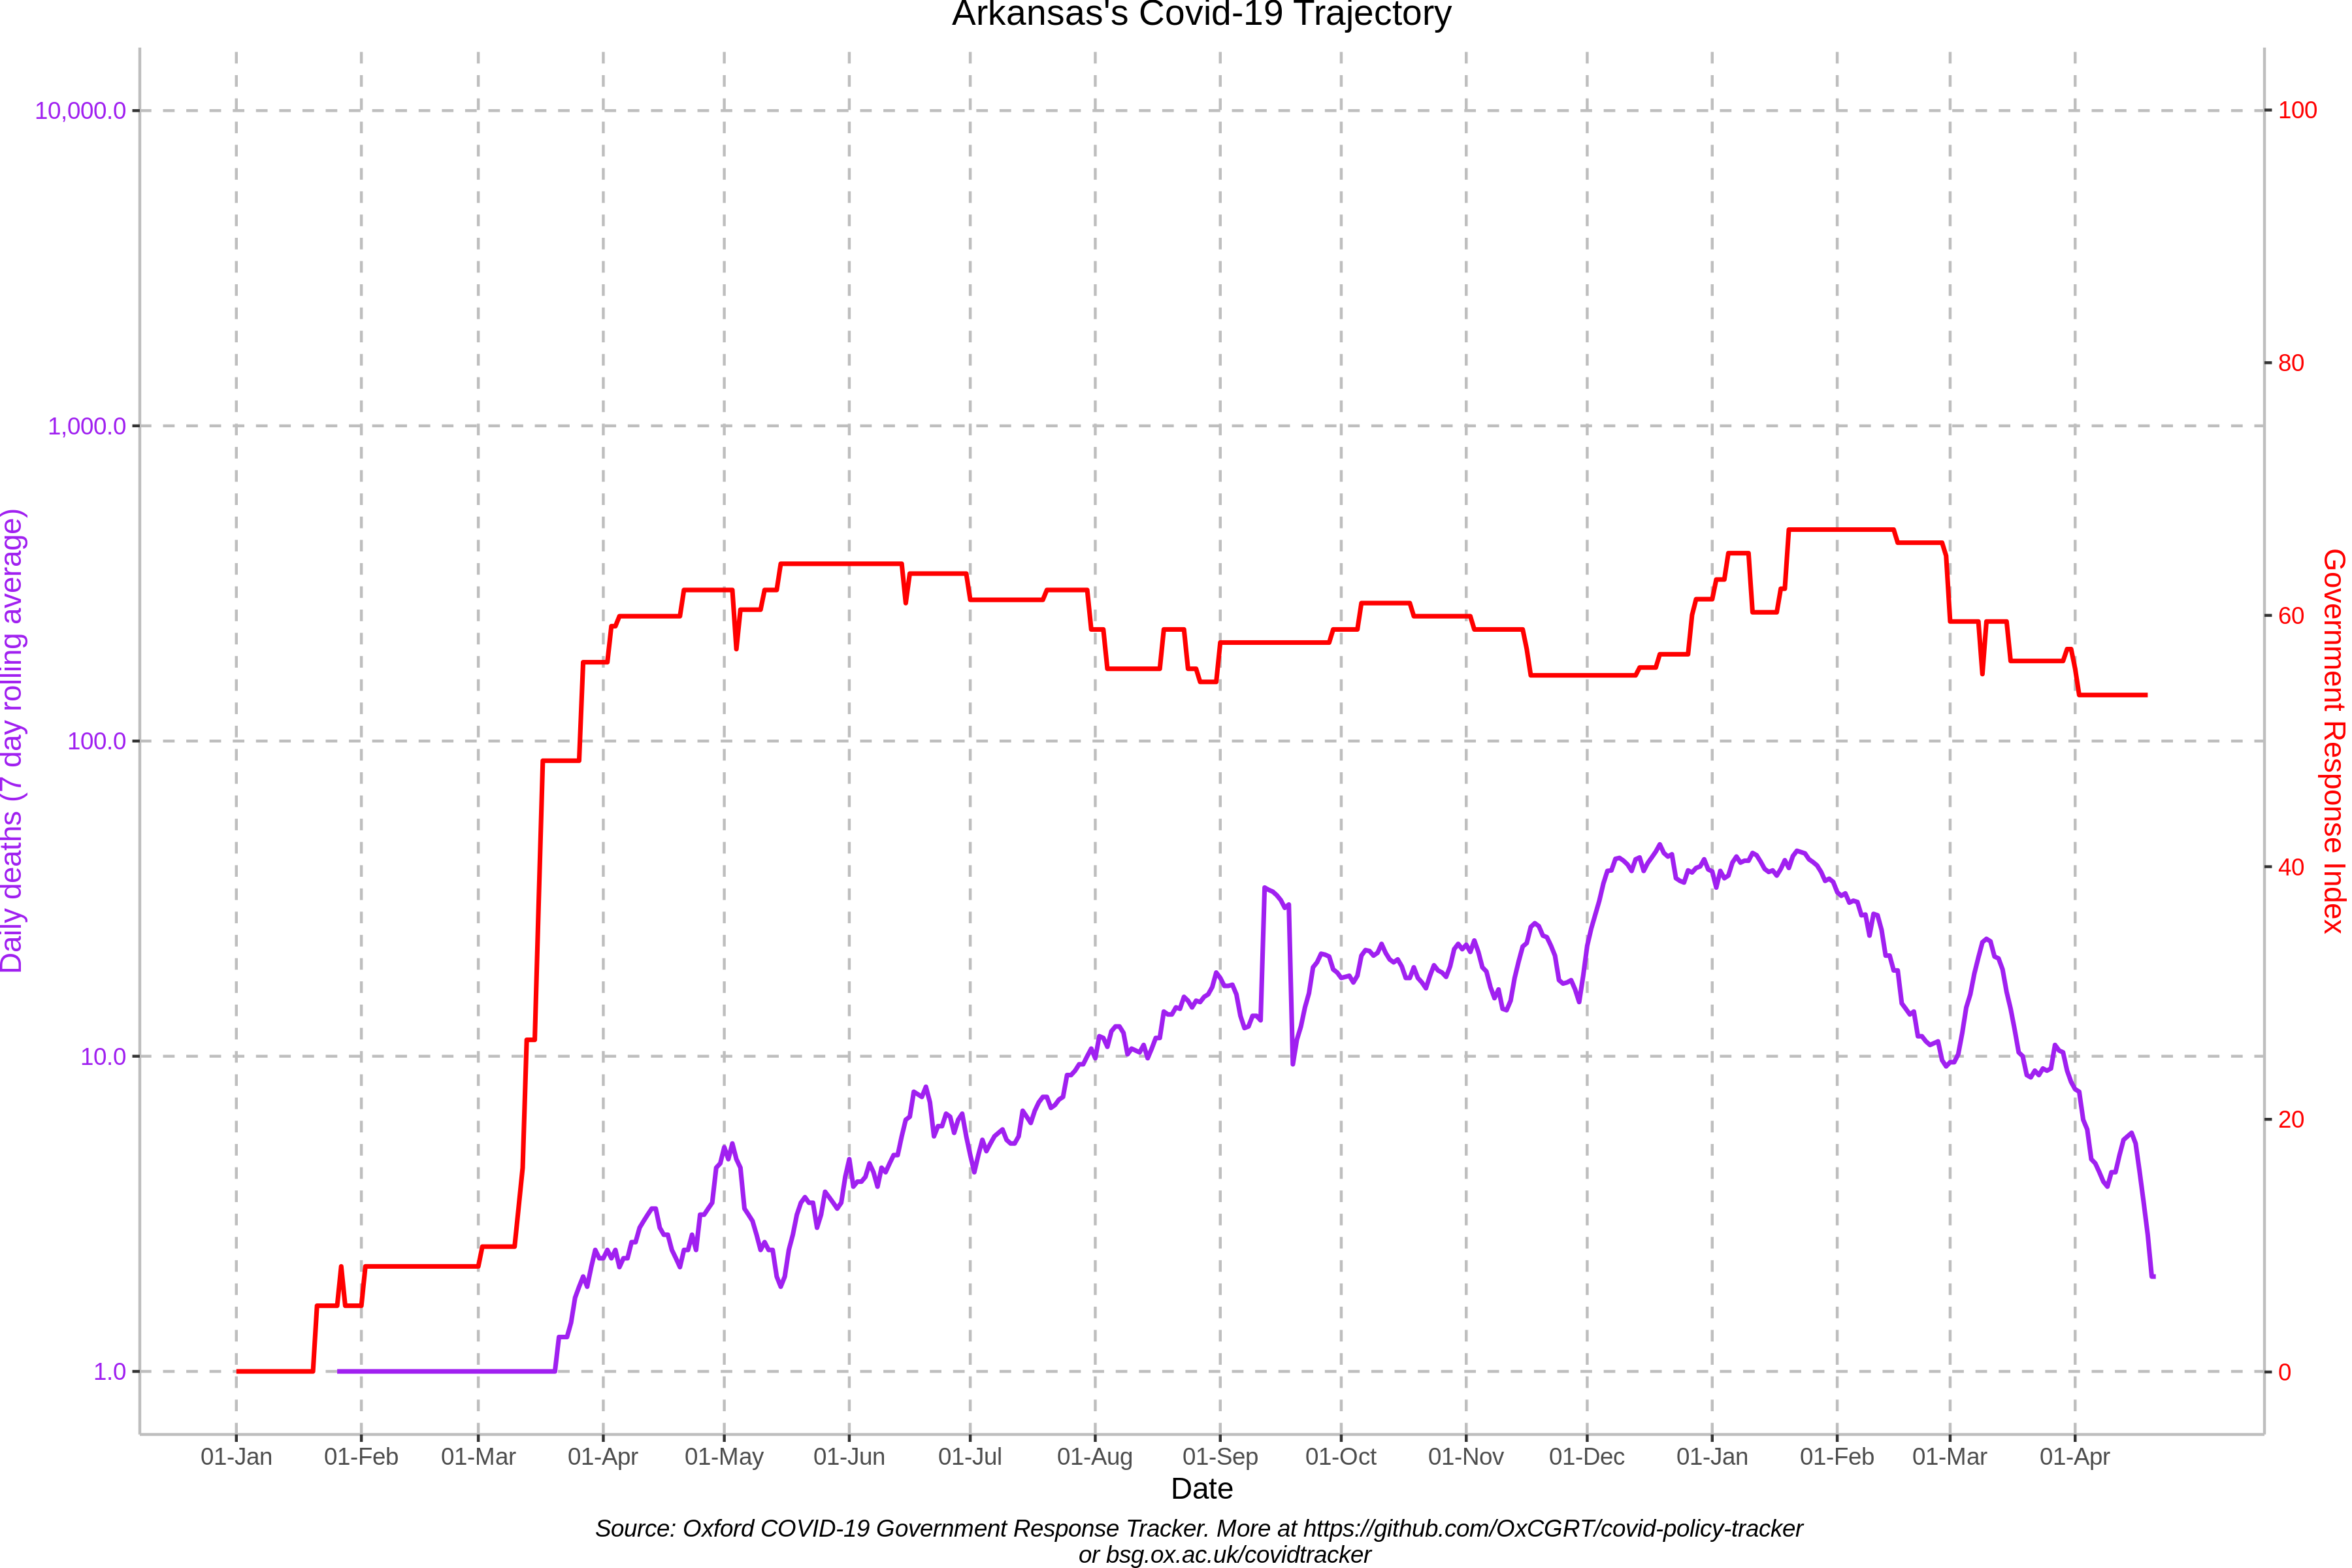 Arkansas's Covid-19 Trajectory
10,000.0
1,000.0
100.0
10.0
1.0
Daily deaths (7 day rolling average)
100
80
60
40
20
0
Government Response Index
01-Jan 01-Feb 01-Mar 01-Apr 01-May 01-Jun 01-Jul 01-Aug 01-Sep 01-Oct 01-Nov 01-Dec 01-Jan 01-Feb 01-Mar 01-Apr
Date
Source: Oxford COVID-19 Government Response Tracker. More at https://github.com/OxCGRT/covid-policy-tracker
or bsg.ox.ac.uk/covidtracker